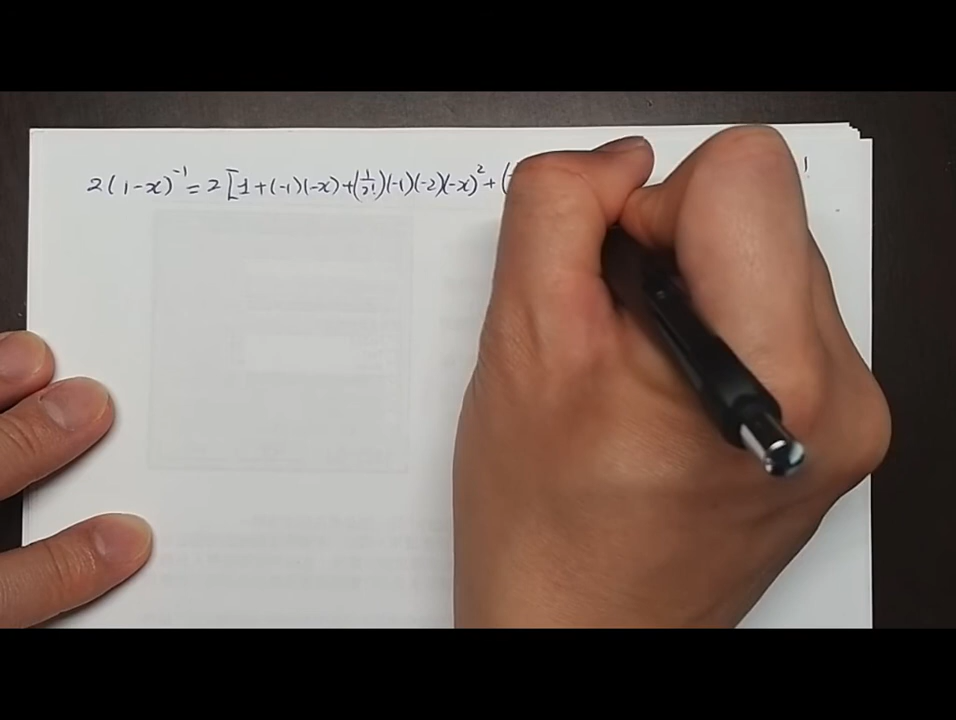 2(1-x)⁻¹ = 2[1+(-1)(-x)+(1/2!)(-1)(-2)(-x)²+(